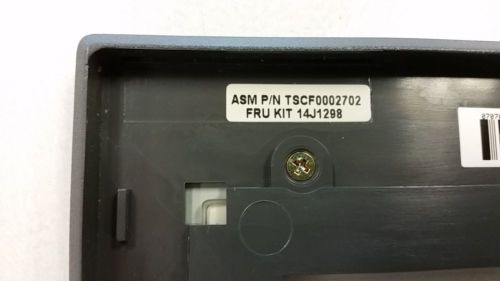 ASM P/N TSCF0002702
FRU KIT 14J1298